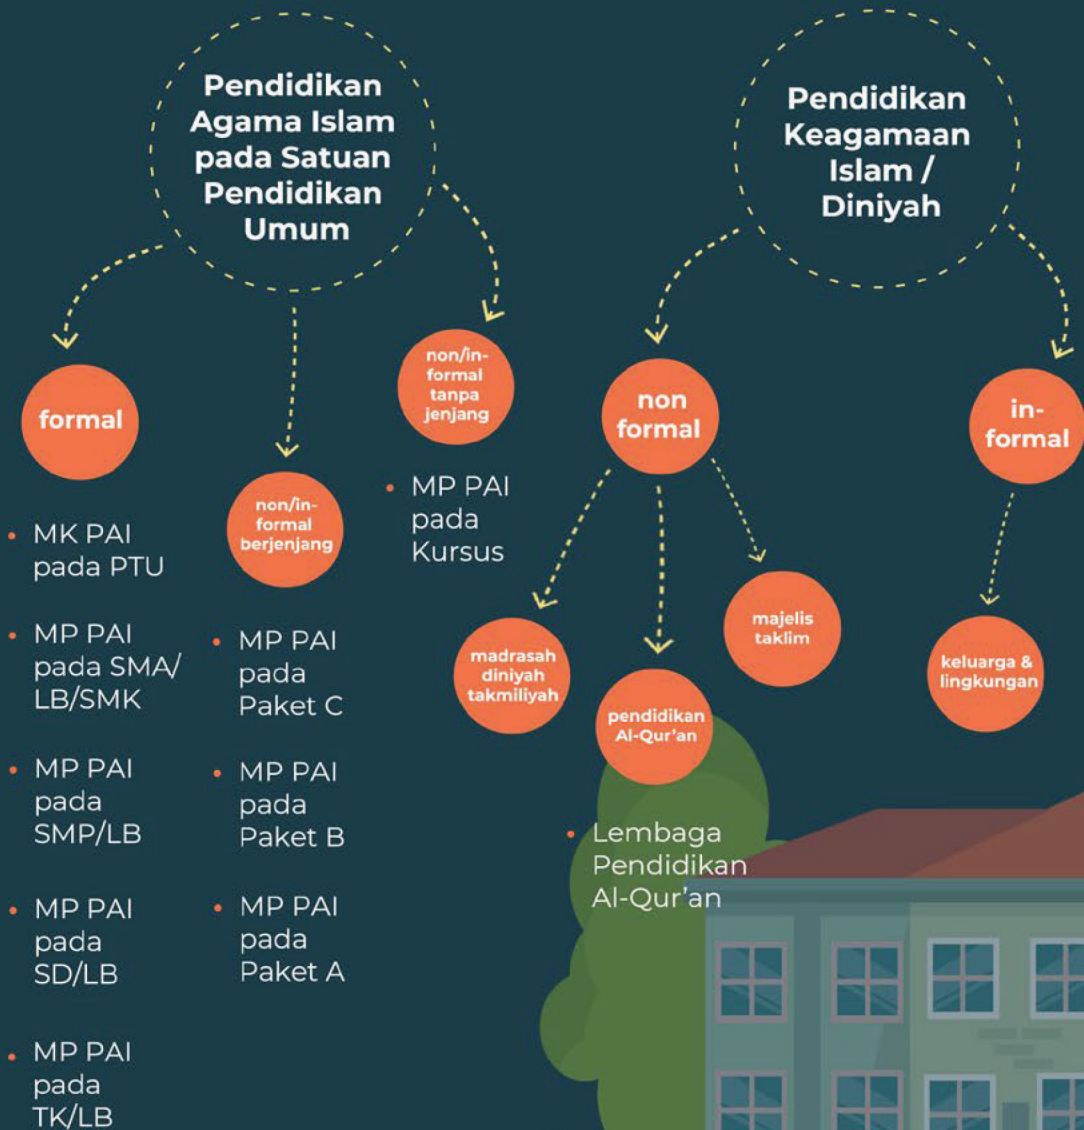 Pendidikan
Agama Islam
pada Satuan
Pendidikan
Umum
formal
• MK PAI
pada PTU
• MP PAI
pada SMA/
LB/SMK
• MP PAI
pada
SMP/LB
• MP PAI
pada
SD/LB
• MP PAI
pada
TK/LB
non/in-
formal
berjenjang
• MP PAI
pada
Paket C
• MP PAI
pada
Paket B
• MP PAI
pada
Paket A
non/in-
formal
tanpa
jenjang
• MP PAI
pada
Kursus
Pendidikan
Keagamaan
Islam /
Diniyah
non
formal
madrasah
diniyah
takmiliyah
pendidikan
Al-Qur'an
• Lembaga
Pendidikan
Al-Qur'an
majelis
taklim
in-
formal
keluarga &
lingkungan